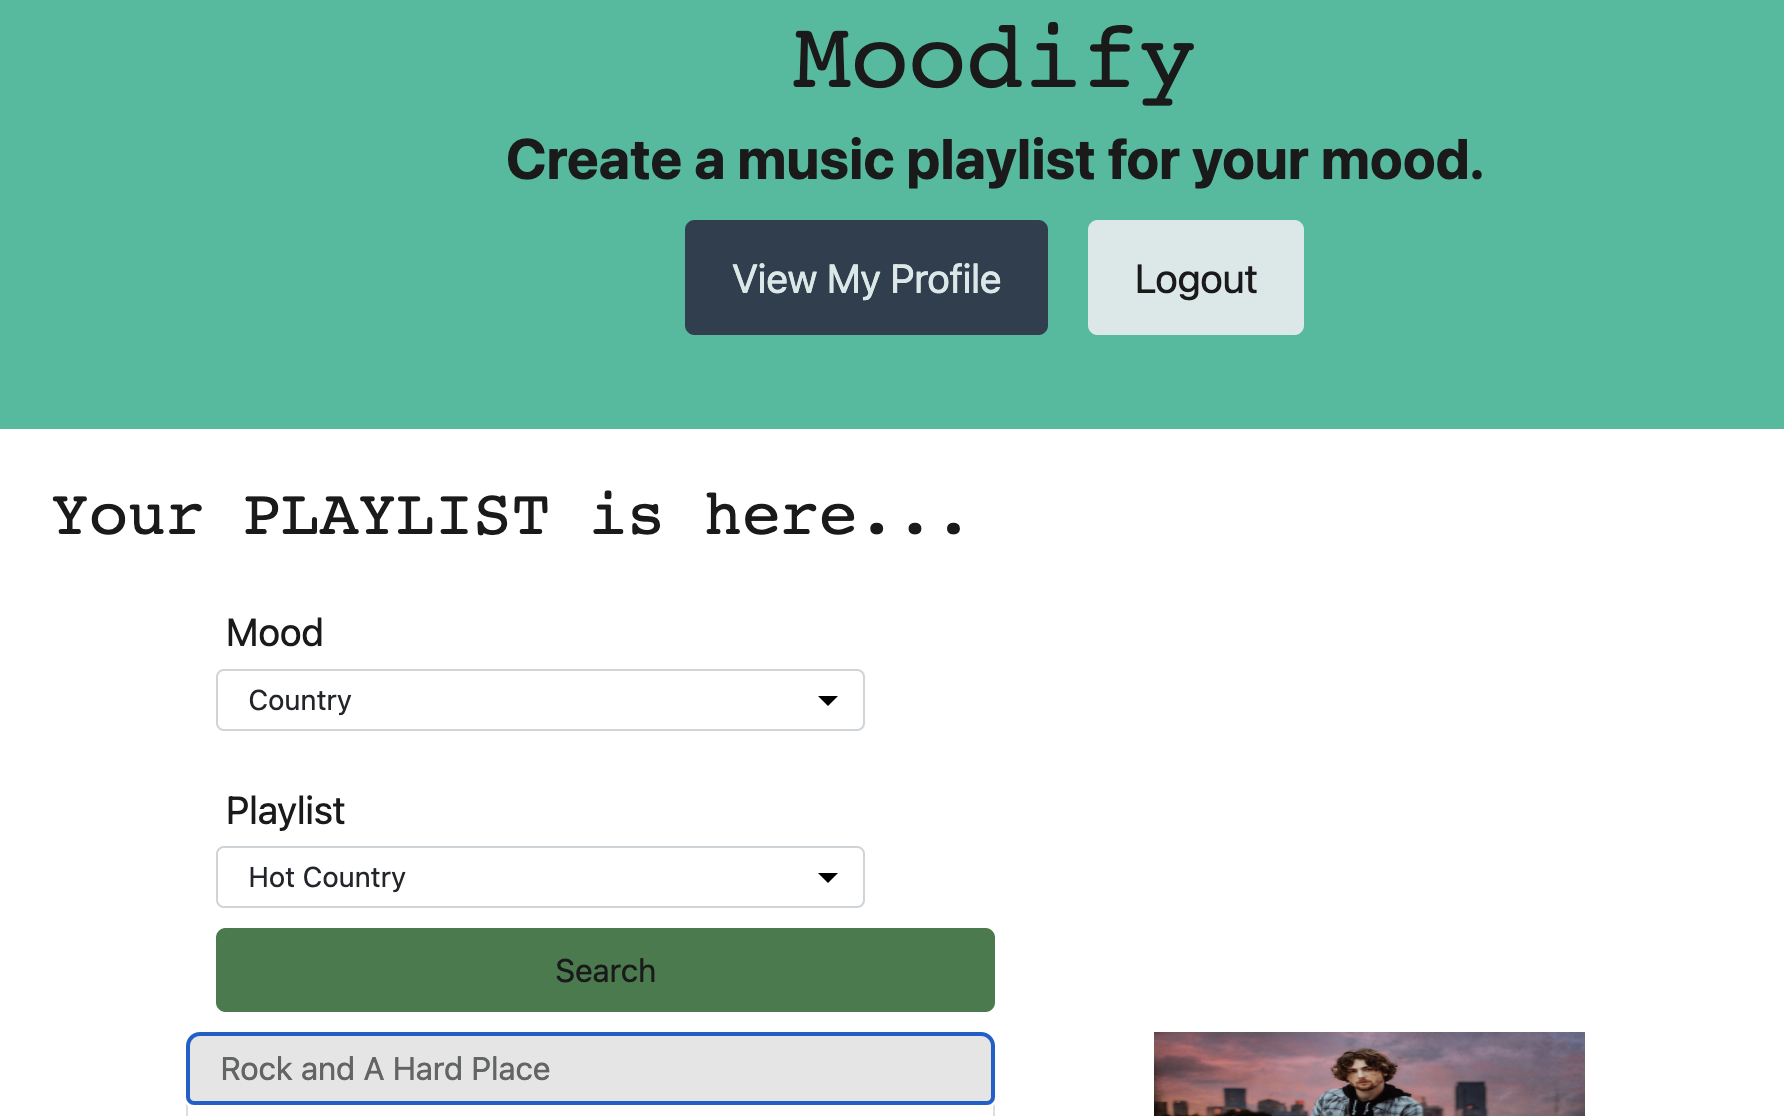 Moodify
Create a music playlist for your mood.
View My Profile
Logout
Your PLAYLIST is here...
Mood
Country
Playlist
Hot Country
Search
Rock and A Hard Place